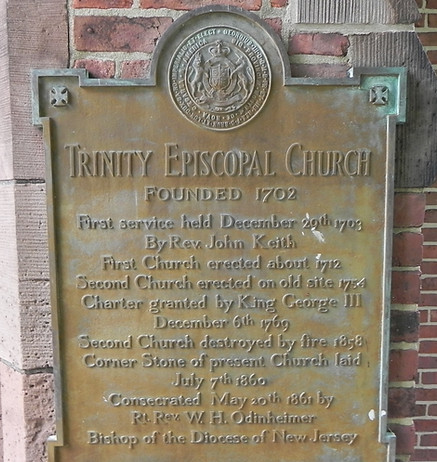 TRINITY EPISCOPAL CHURCH
FOUNDED 1702
First service held December 29th 1703
By Rev. John Keith
First Church erected about 1712
Second Church erected on old site 1754
Charter granted by King George III
December 6th 1769
Second Church destroyed by fire 1858
Corner Stone of present Church laid
July 7th 1860
Consecrated May 20th 1861 by
Rt. Rev. W. H. Odinheimer
Bishop of the Diocese of New Jersey